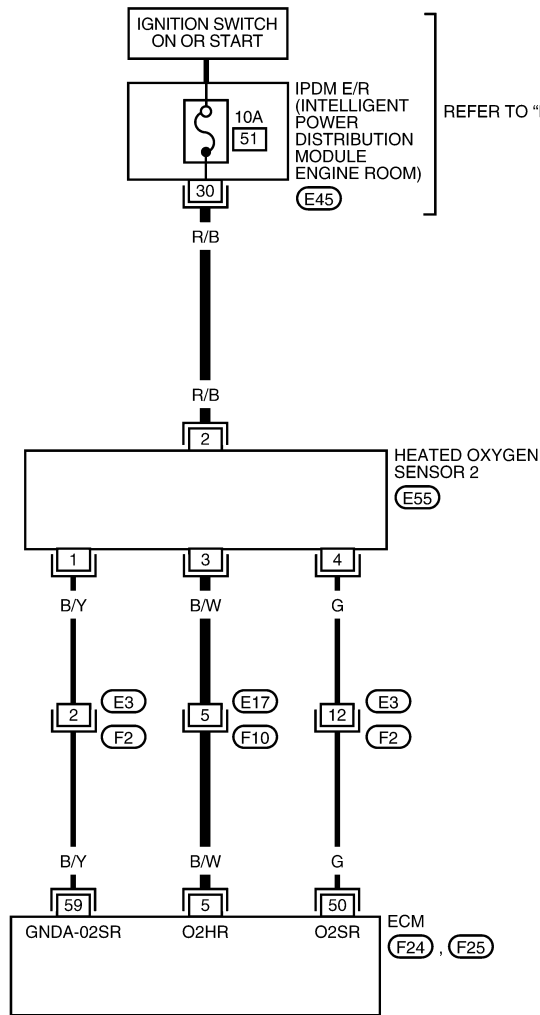 IGNITION SWITCH
ON OR START
IPDM E/R
(INTELLIGENT
POWER
DISTRIBUTION
MODULE
ENGINE ROOM)
REFER TO "
10A
51
30
E45
R/B
R/B
2
HEATED OXYGEN
SENSOR 2
E55
1
3
4
B/Y
B/W
G
2
E3
F2
5
E17
F10
12
E3
F2
B/Y
B/W
G
59
5
50
GNDA-02SR
O2HR
O2SR
ECM
F24 , F25